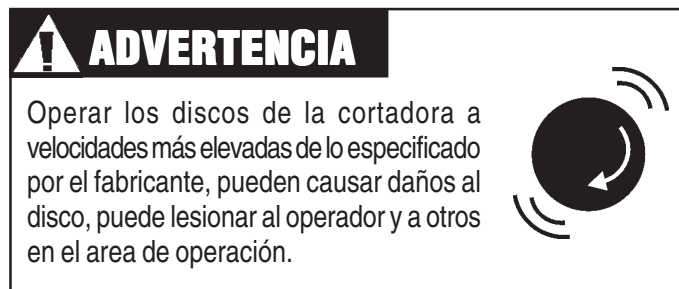 ADVERTENCIA
Operar los discos de la cortadora a
velocidades más elevadas de lo especificado
por el fabricante, pueden causar daños al
disco, puede lesionar al operador y a otros
en el area de operación.